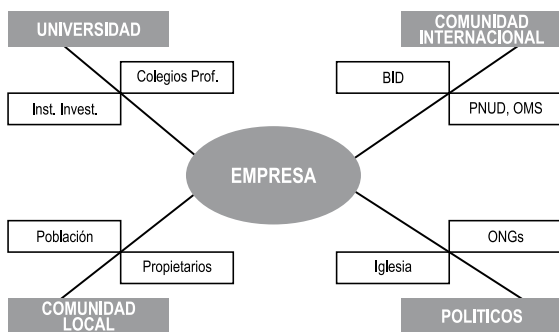 UNIVERSIDAD
COMUNIDAD
INTERNACIONAL
Colegios Prof.
BID
Inst. Invest.
PNUD, OMS
EMPRESA
Población
ONGs
Propietarios
Iglesia
COMUNIDAD
LOCAL
POLITICOS